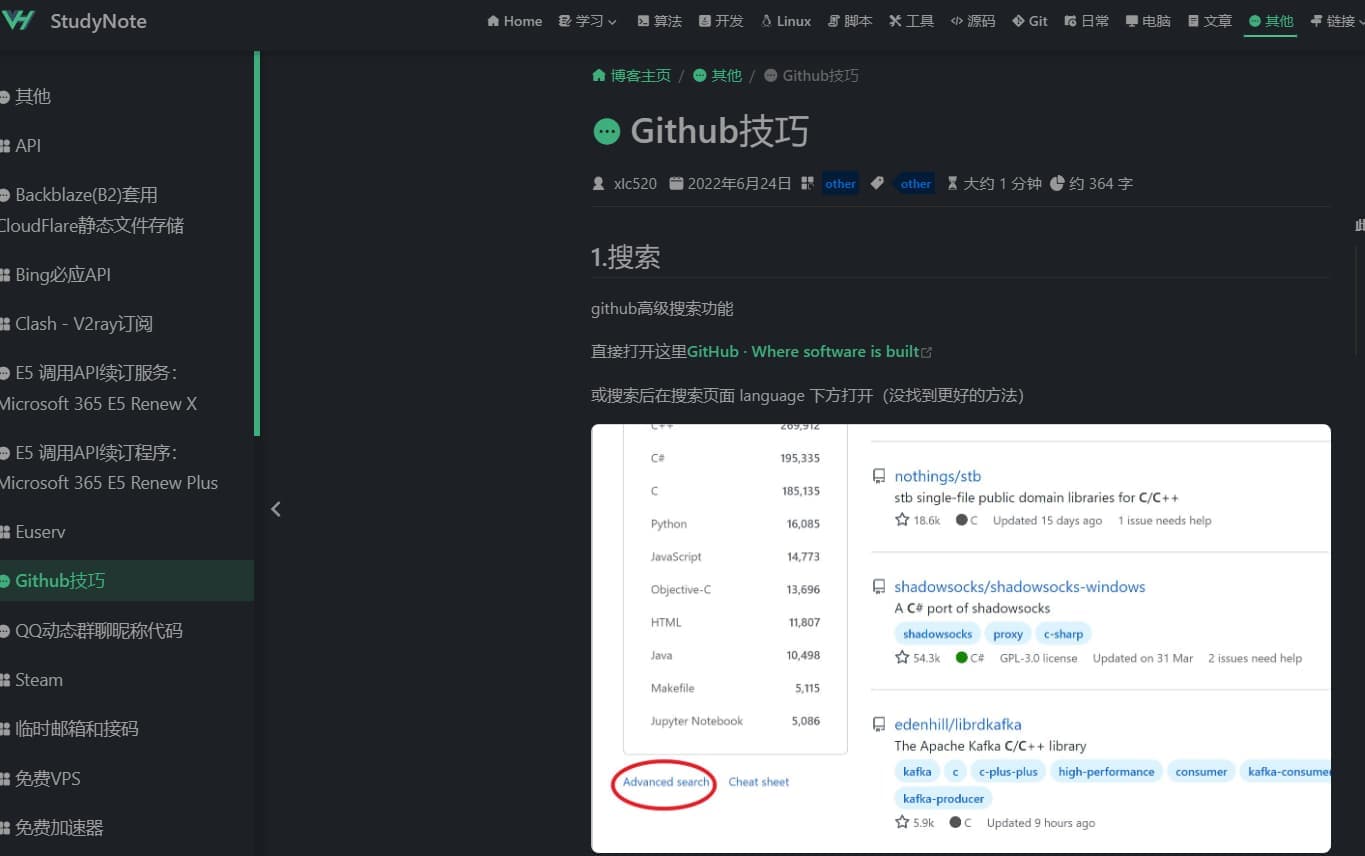 StudyNote
Home 学习 算法 开发 Linux 脚本 工具 源码 Git 日常 电脑 文章 其他 链接
其他
API
Backblaze(B2)套用
CloudFlare静态文件存储
Bing必应API
Clash - V2ray订阅
E5 调用API续订服务：
Microsoft 365 E5 Renew X
E5 调用API续订程序：
Microsoft 365 E5 Renew Plus
Euserv
Github技巧
QQ动态群聊昵称代码
Steam
临时邮箱和接码
免费VPS
免费加速器
博客主页 / 其他 / Github技巧
Github技巧
xlc520 2022年6月24日 other other 大约 1 分钟 约 364 字
1.搜索
github高级搜索功能
直接打开这里GitHub · Where software is built
或搜索后在搜索页面 language 下方打开（没找到更好的方法）
C++ 269,912
C# 195,335
C 185,135
Python 16,085
JavaScript 14,773
Objective-C 13,696
HTML 11,807
Java 10,498
Makefile 5,115
Jupyter Notebook 5,086
Advanced search Cheat sheet
nothings/stb
stb single-file public domain libraries for C/C++
18.6k C Updated 15 days ago 1 issue needs help
shadowsocks/shadowsocks-windows
A C# port of shadowsocks
shadowsocks proxy c-sharp
54.3k C# GPL-3.0 license Updated on 31 Mar 2 issues need help
edenhill/librdkafka
The Apache Kafka C/C++ library
kafka c c-plus-plus high-performance consumer kafka-consumer
kafka-producer
5.9k C Updated 9 hours ago